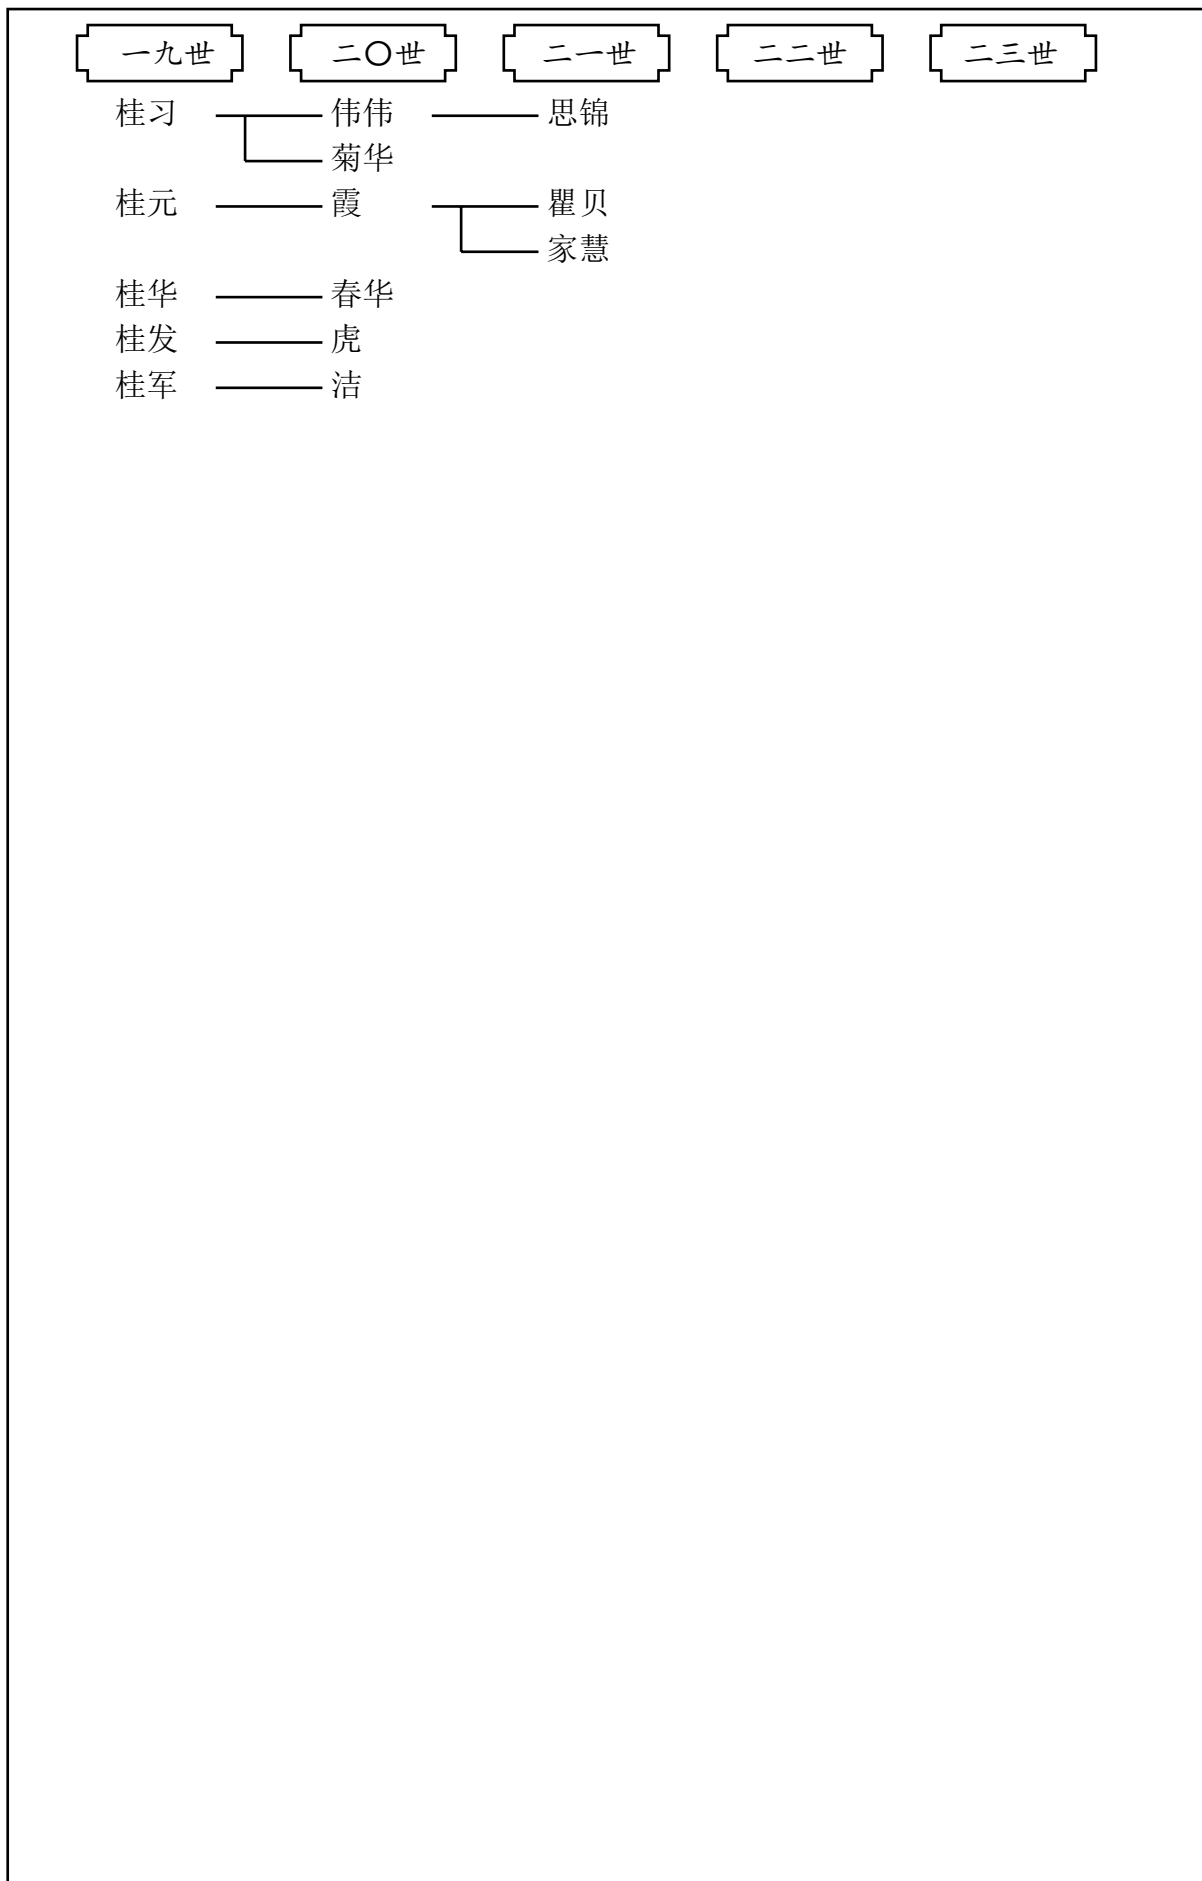 一九世 二〇世 二一世 二二世 二三世
桂习 伟伟 思锦
菊华
桂元 霞 瞿贝
家慧
桂华 春华
桂发 虎
桂军 洁